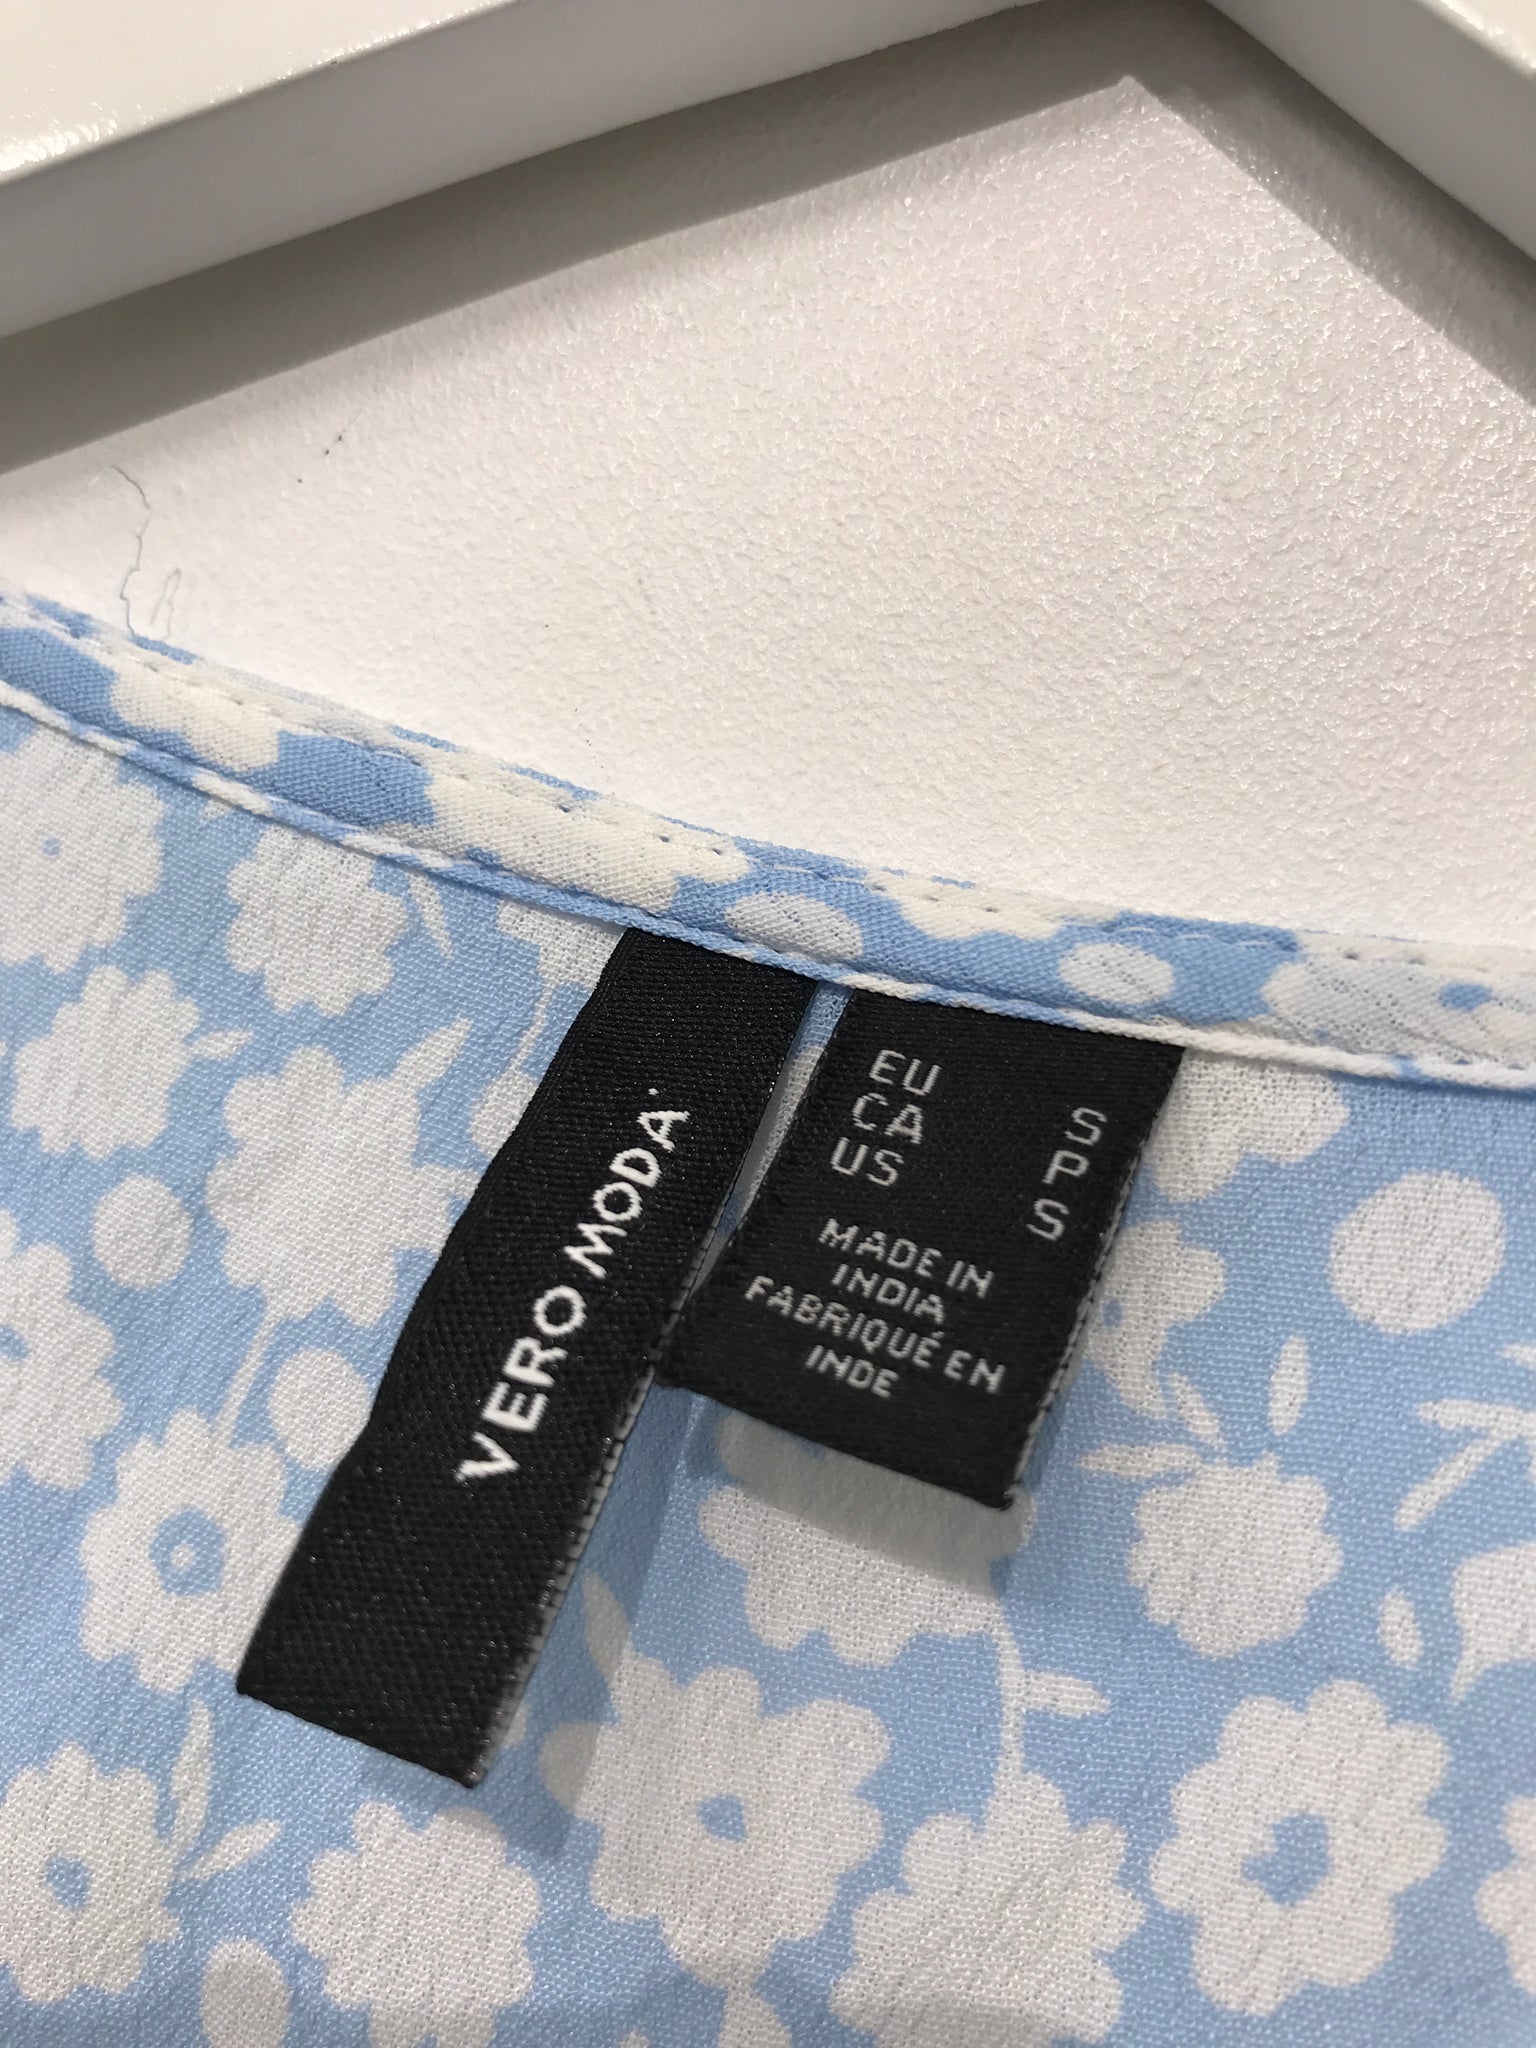 VERO MODA
EU S
CA P
US S
MADE IN
INDIA
FABRIQUÉ EN
INDE